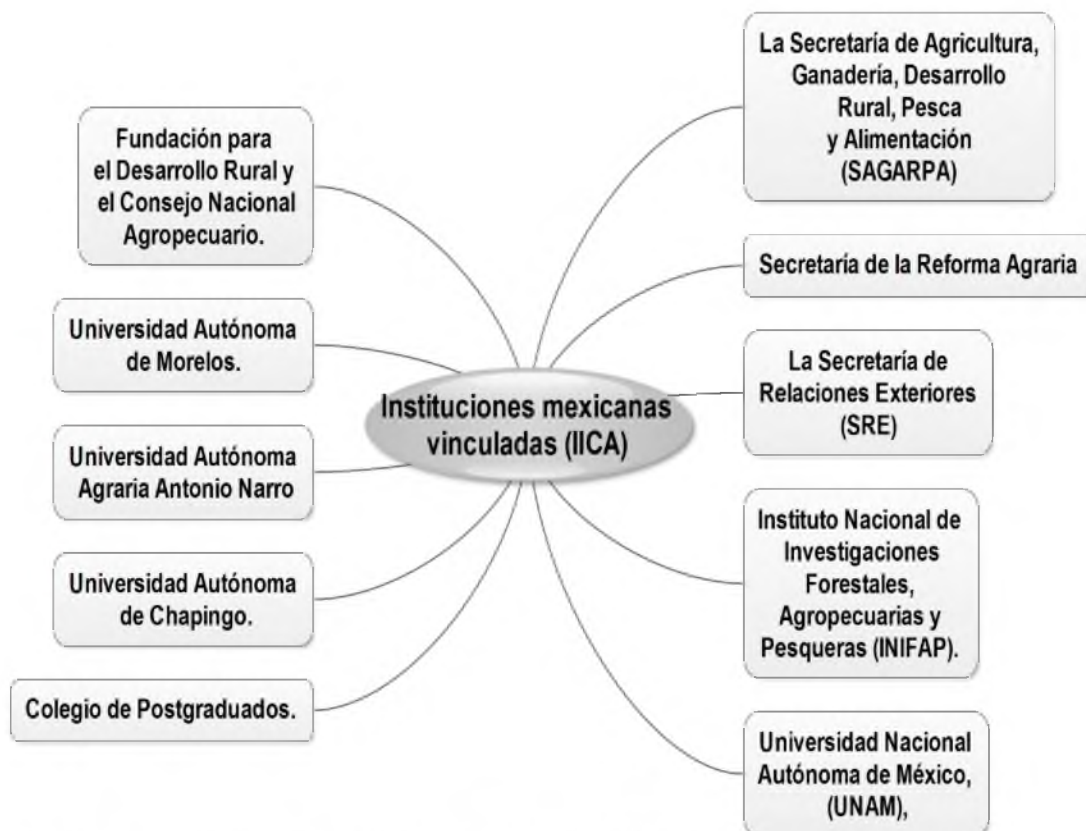 La Secretaría de Agricultura,
Ganadería, Desarrollo
Rural, Pesca
y Alimentación
(SAGARPA)
Secretaría de la Reforma Agraria
La Secretaría de
Relaciones Exteriores
(SRE)
Instituto Nacional de
Investigaciones
Forestales,
Agropecuarias y
Pesqueras (INIFAP).
Universidad Nacional
Autónoma de México,
(UNAM),
Instituciones mexicanas
vinculadas (IICA)
Fundación para
el Desarrollo Rural y
el Consejo Nacional
Agropecuario.
Universidad Autónoma
de Morelos.
Universidad Autónoma
Agraria Antonio Narro
Universidad Autónoma
de Chapingo.
Colegio de Postgraduados.